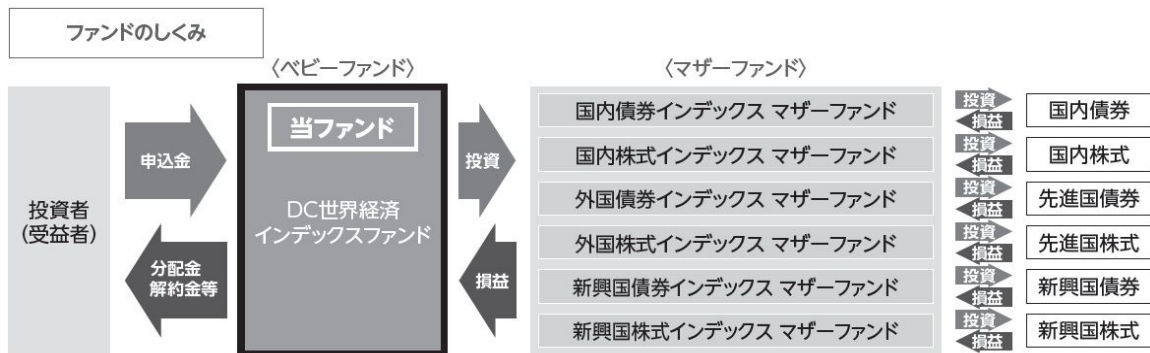 ファンドのしくみ
〈ベビーファンド〉
〈マザーファンド〉
投資者
(受益者)
申込金
分配金
解約金等
当ファンド
DC世界経済
インデックスファンド
投資
損益
国内債券インデックス マザーファンド
投資
損益
国内債券
国内株式インデックス マザーファンド
投資
損益
国内株式
外国債券インデックス マザーファンド
投資
損益
先進国債券
外国株式インデックス マザーファンド
投資
損益
先進国株式
新興国債券インデックス マザーファンド
投資
損益
新興国債券
新興国株式インデックス マザーファンド
投資
損益
新興国株式